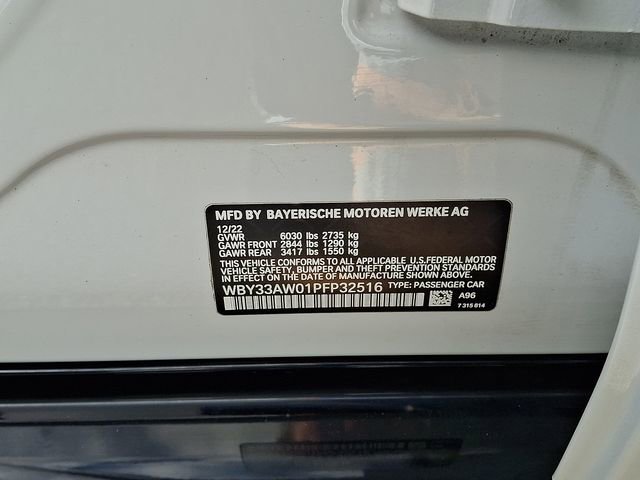 MFD BY BAYERISCHE MOTOREN WERKE AG
12/22
GVWR 6030 lbs 2735 kg
GAWR FRONT 2844 lbs 1290 kg
GAWR REAR 3417 lbs 1550 kg
THIS VEHICLE CONFORMS TO ALL APPLICABLE U.S.FEDERAL MOTOR
VEHICLE SAFETY, BUMPER AND THEFT PREVENTION STANDARDS
IN EFFECT ON THE DATE OF MANUFACTURE SHOWN ABOVE.
WBY33AW01PFP32516 TYPE: PASSENGER CAR
A96
7 315 814